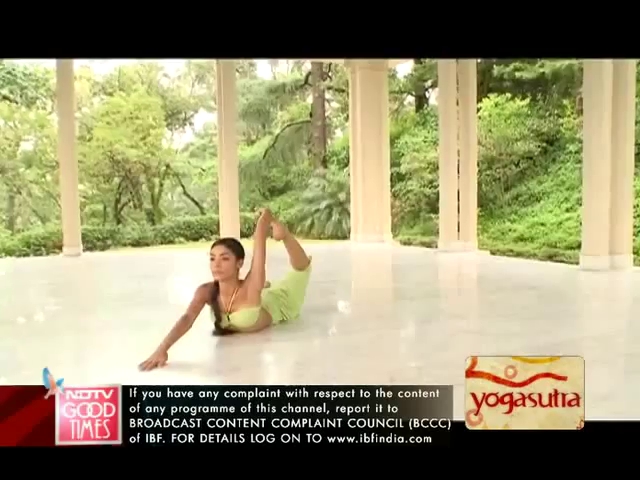 NDTV
GOOD
TIMES
If you have any complaint with respect to the content
of any programme of this channel, report it to
BROADCAST CONTENT COMPLAINT COUNCIL (BCCC)
of IBF. FOR DETAILS LOG ON TO www.ibfindia.com
yogasutra